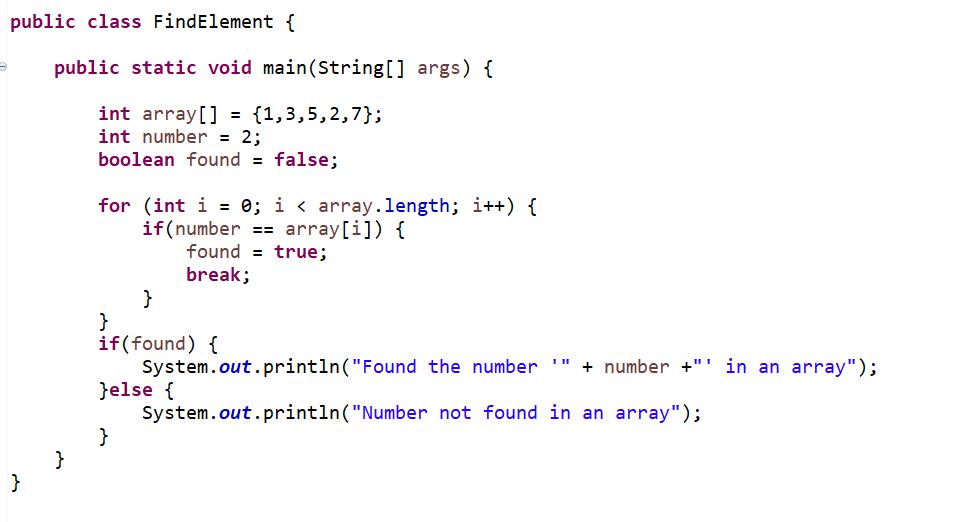 public class FindElement {
public static void main(String[] args) {
int array[] = {1,3,5,2,7};
int number = 2;
boolean found = false;
for (int i = 0; i < array.length; i++) {
if(number == array[i]) {
found = true;
break;
}
}
if(found) {
System.out.println("Found the number '" + number +"' in an array");
}else {
System.out.println("Number not found in an array");
}
}
}